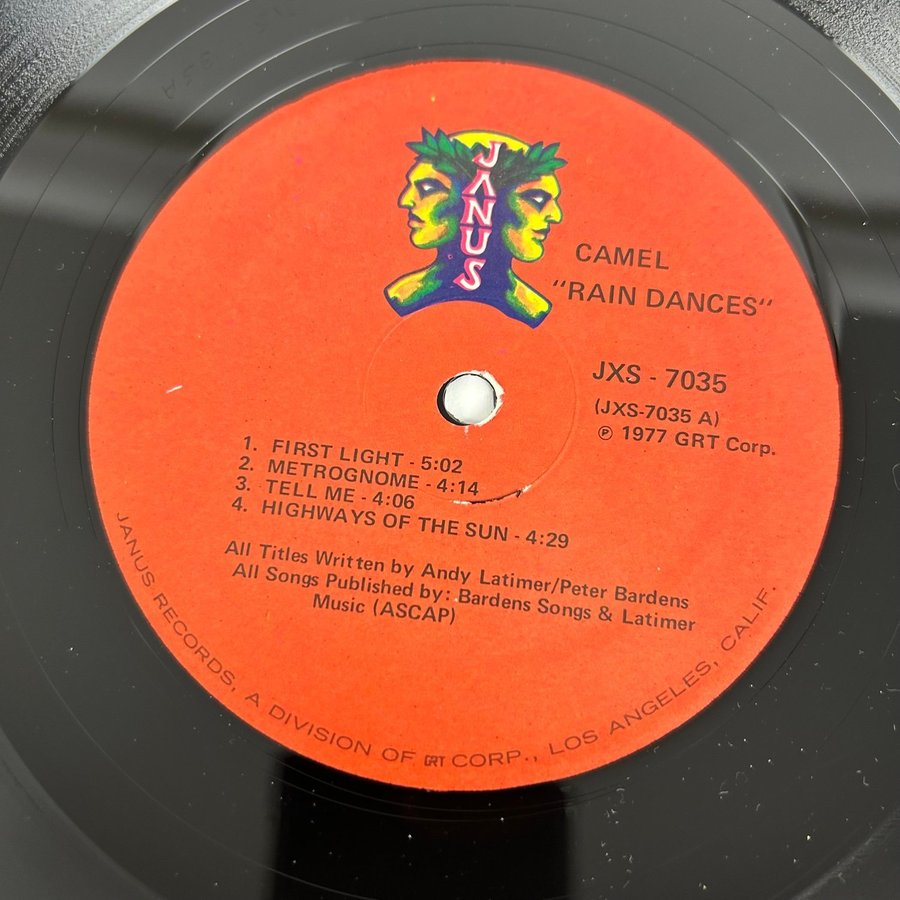 JANUS
CAMEL
"RAIN DANCES"
JXS - 7035
(JXS-7035 A)
℗ 1977 GRT Corp.
1. FIRST LIGHT - 5:02
2. METROGNOME - 4:14
3. TELL ME - 4:06
4. HIGHWAYS OF THE SUN - 4:29
All Titles Written by Andy Latimer/Peter Bardens
All Songs Published by: Bardens Songs & Latimer
Music (ASCAP)
JANUS RECORDS, A DIVISION OF GRT CORP., LOS ANGELES, CALIF.